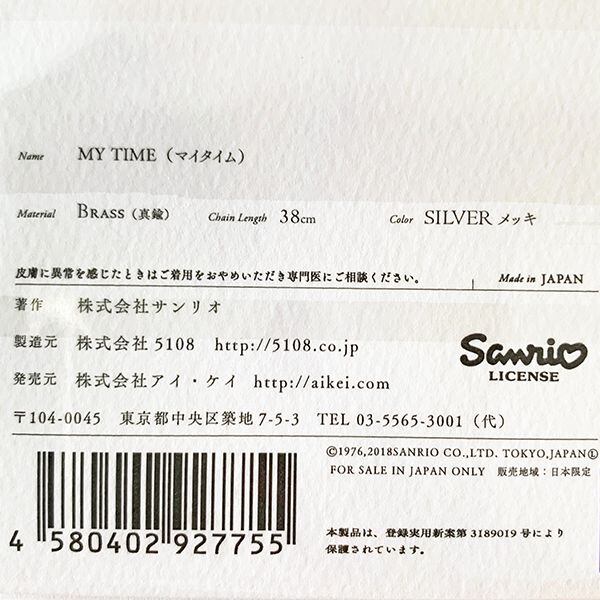 Name MY TIME（マイタイム）
Material BRASS（真鍮） Chain Length 38cm Color SILVER メッキ
皮膚に異常を感じたときはご着用をおやめいただき専門医にご相談ください。 Made in JAPAN
著作 株式会社サンリオ
製造元 株式会社 5108 http://5108.co.jp
発売元 株式会社アイ・ケイ http://aikei.com
Sanrio
LICENSE
〒104-0045 東京都中央区築地 7-5-3 TEL 03-5565-3001（代）
©1976,2018SANRIO CO.,LTD. TOKYO,JAPAN Ⓛ
FOR SALE IN JAPAN ONLY 販売地域：日本限定
4 580402 927755
本製品は、登録実用新案第 3189019 号により
保護されています。